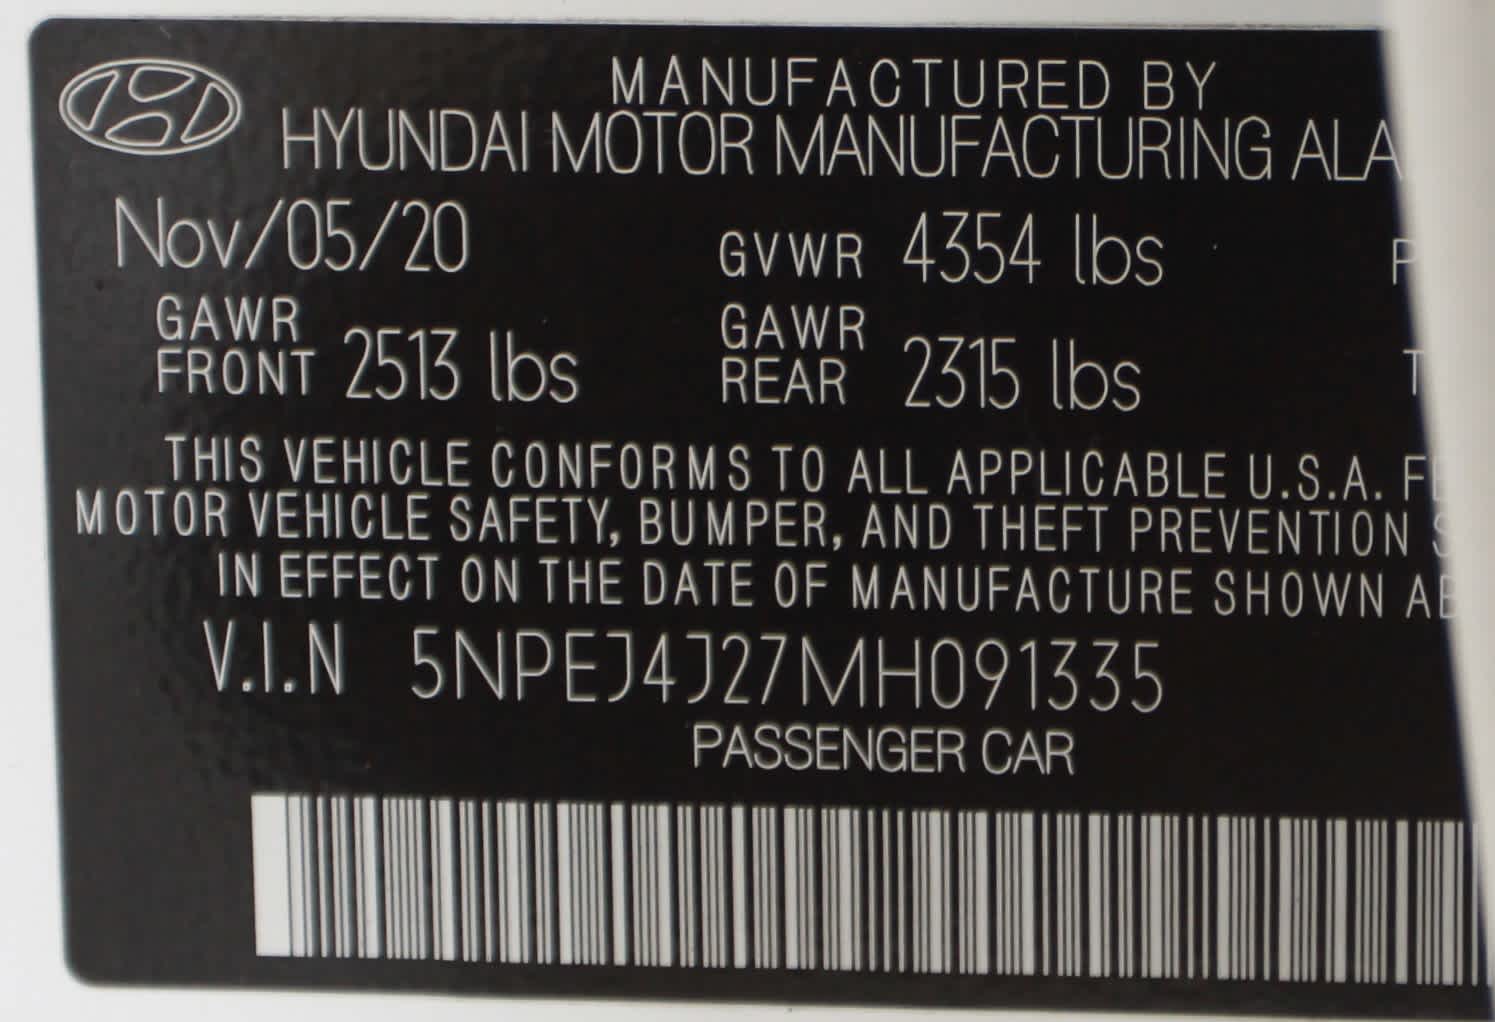 MANUFACTURED BY
HYUNDAI MOTOR MANUFACTURING ALA
Nov/05/20
GVWR 4354 lbs
GAWR FRONT 2513 lbs
GAWR REAR 2315 lbs
THIS VEHICLE CONFORMS TO ALL APPLICABLE U.S.A. FE
MOTOR VEHICLE SAFETY, BUMPER, AND THEFT PREVENTION S
IN EFFECT ON THE DATE OF MANUFACTURE SHOWN AB
V.I.N 5NPEJ4J27MH091335
PASSENGER CAR